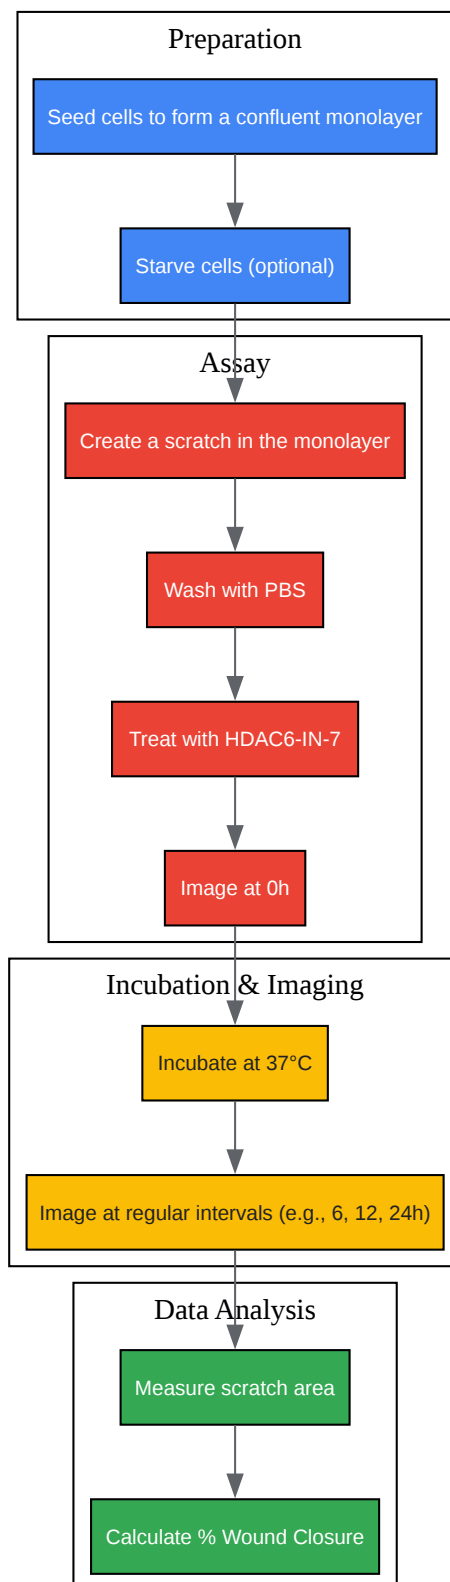 Preparation
Seed cells to form a confluent monolayer
Starve cells (optional)
Assay
Create a scratch in the monolayer
Wash with PBS
Treat with HDAC6-IN-7
Image at 0h
Incubation & Imaging
Incubate at 37°C
Image at regular intervals (e.g., 6, 12, 24h)
Data Analysis
Measure scratch area
Calculate % Wound Closure